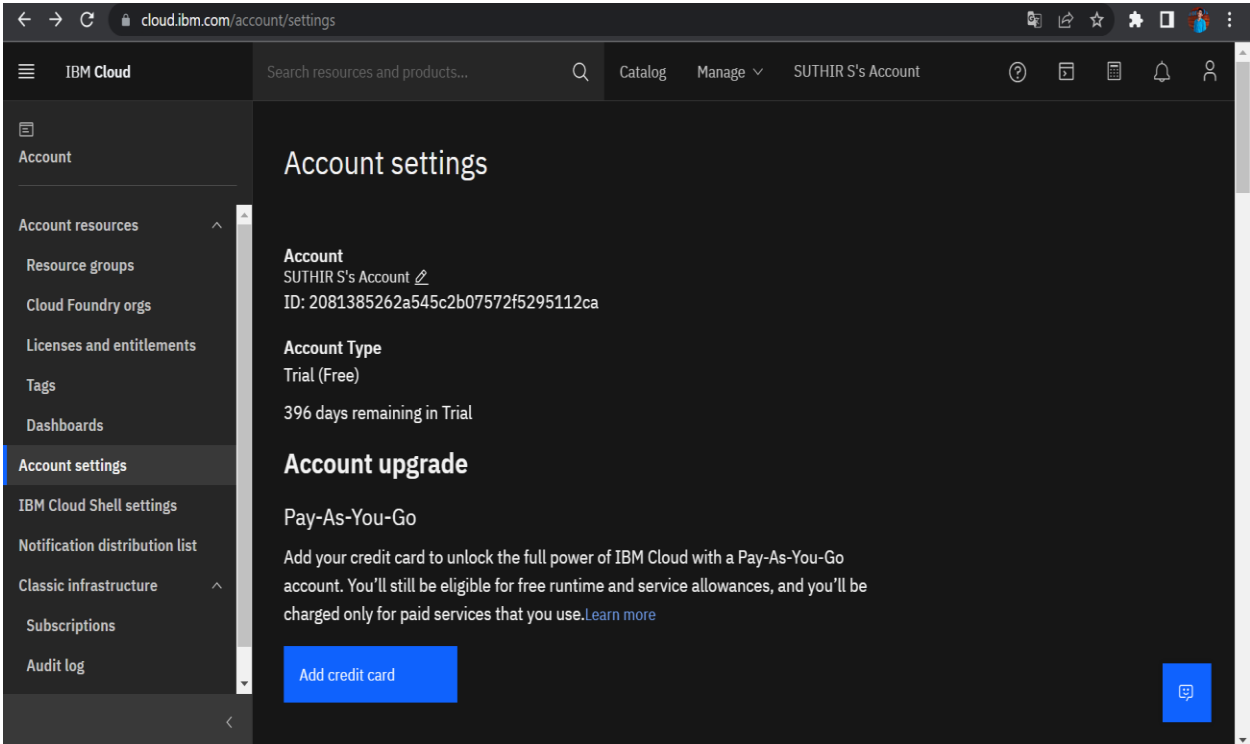 cloud.ibm.com/account/settings
IBM Cloud
Search resources and products...
Catalog
Manage
SUTHIR S's Account
Account
Account resources
Resource groups
Cloud Foundry orgs
Licenses and entitlements
Tags
Dashboards
Account settings
IBM Cloud Shell settings
Notification distribution list
Classic infrastructure
Subscriptions
Audit log
Account settings
Account
SUTHIR S's Account
ID: 2081385262a545c2b07572f5295112ca
Account Type
Trial (Free)
396 days remaining in Trial
Account upgrade
Pay-As-You-Go
Add your credit card to unlock the full power of IBM Cloud with a Pay-As-You-Go
account. You’ll still be eligible for free runtime and service allowances, and you’ll be
charged only for paid services that you use.Learn more
Add credit card